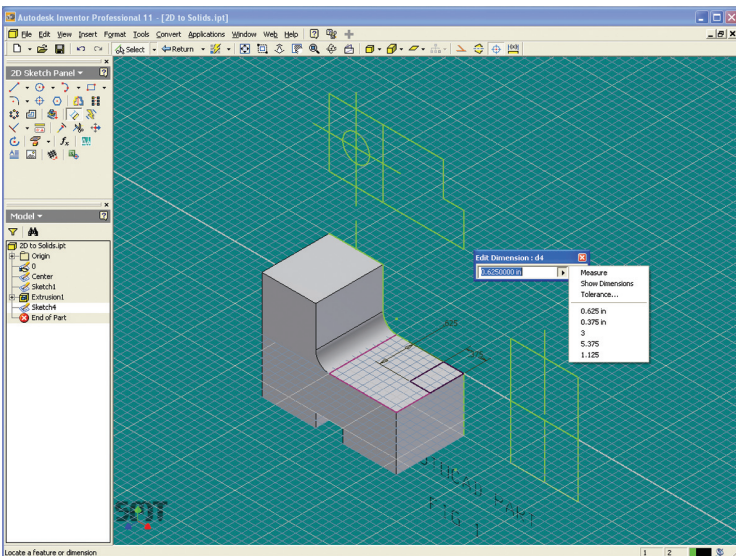 Autodesk Inventor Professional 11 - [2D to Solids.ipt]
File Edit View Insert Format Tools Convert Applications Window Web Help
Select Return
2D Sketch Panel
Model
2D to Solids.ipt
Origin
0
Center
Sketch1
Extrusion1
Sketch4
End of Part
Edit Dimension : d4
0.6250000 in
Measure
Show Dimensions
Tolerance...
0.625 in
0.375 in
3
5.375
1.125
.625
PART
FIG 1
Locate a feature or dimension
1 2